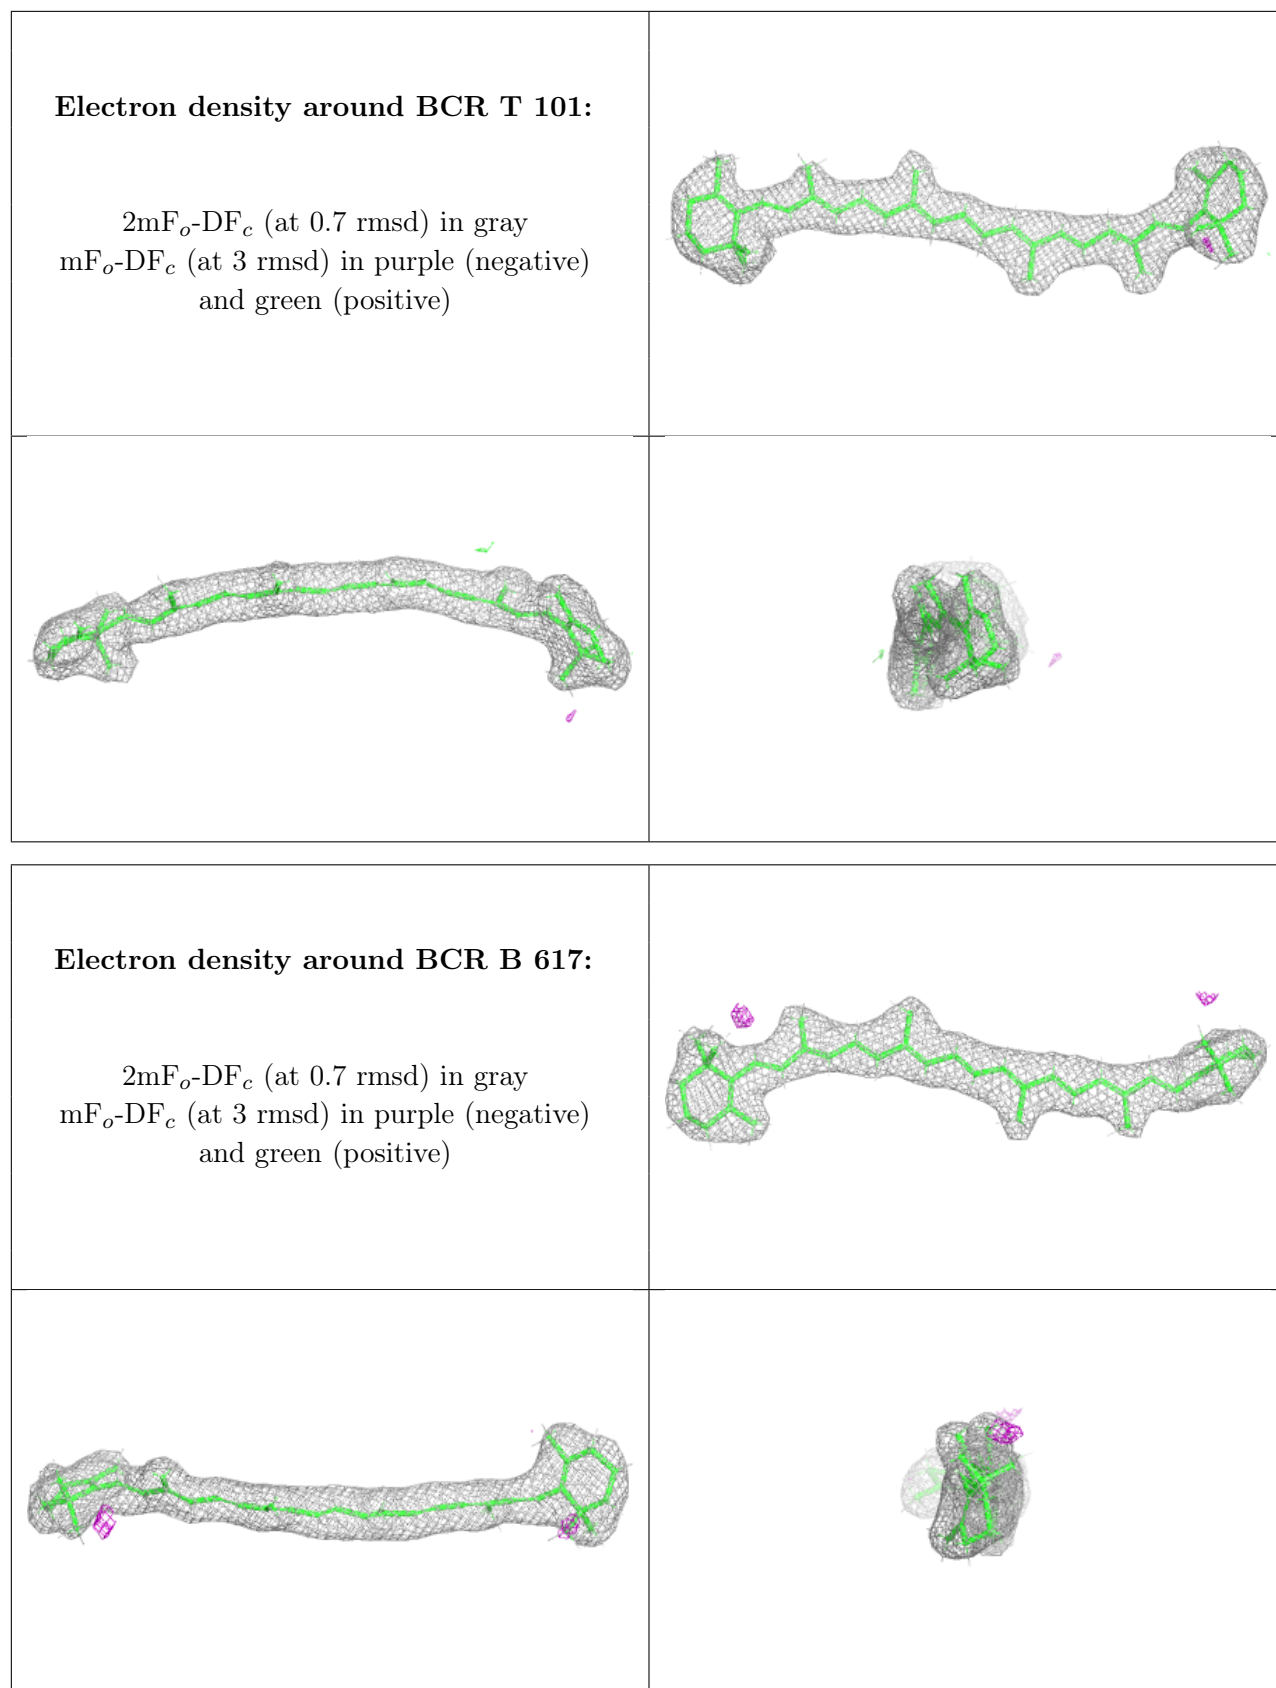 Electron density around BCR T 101:
2mFo-DFc (at 0.7 rmsd) in gray
mFo-DFc (at 3 rmsd) in purple (negative)
and green (positive)
Electron density around BCR B 617:
2mFo-DFc (at 0.7 rmsd) in gray
mFo-DFc (at 3 rmsd) in purple (negative)
and green (positive)